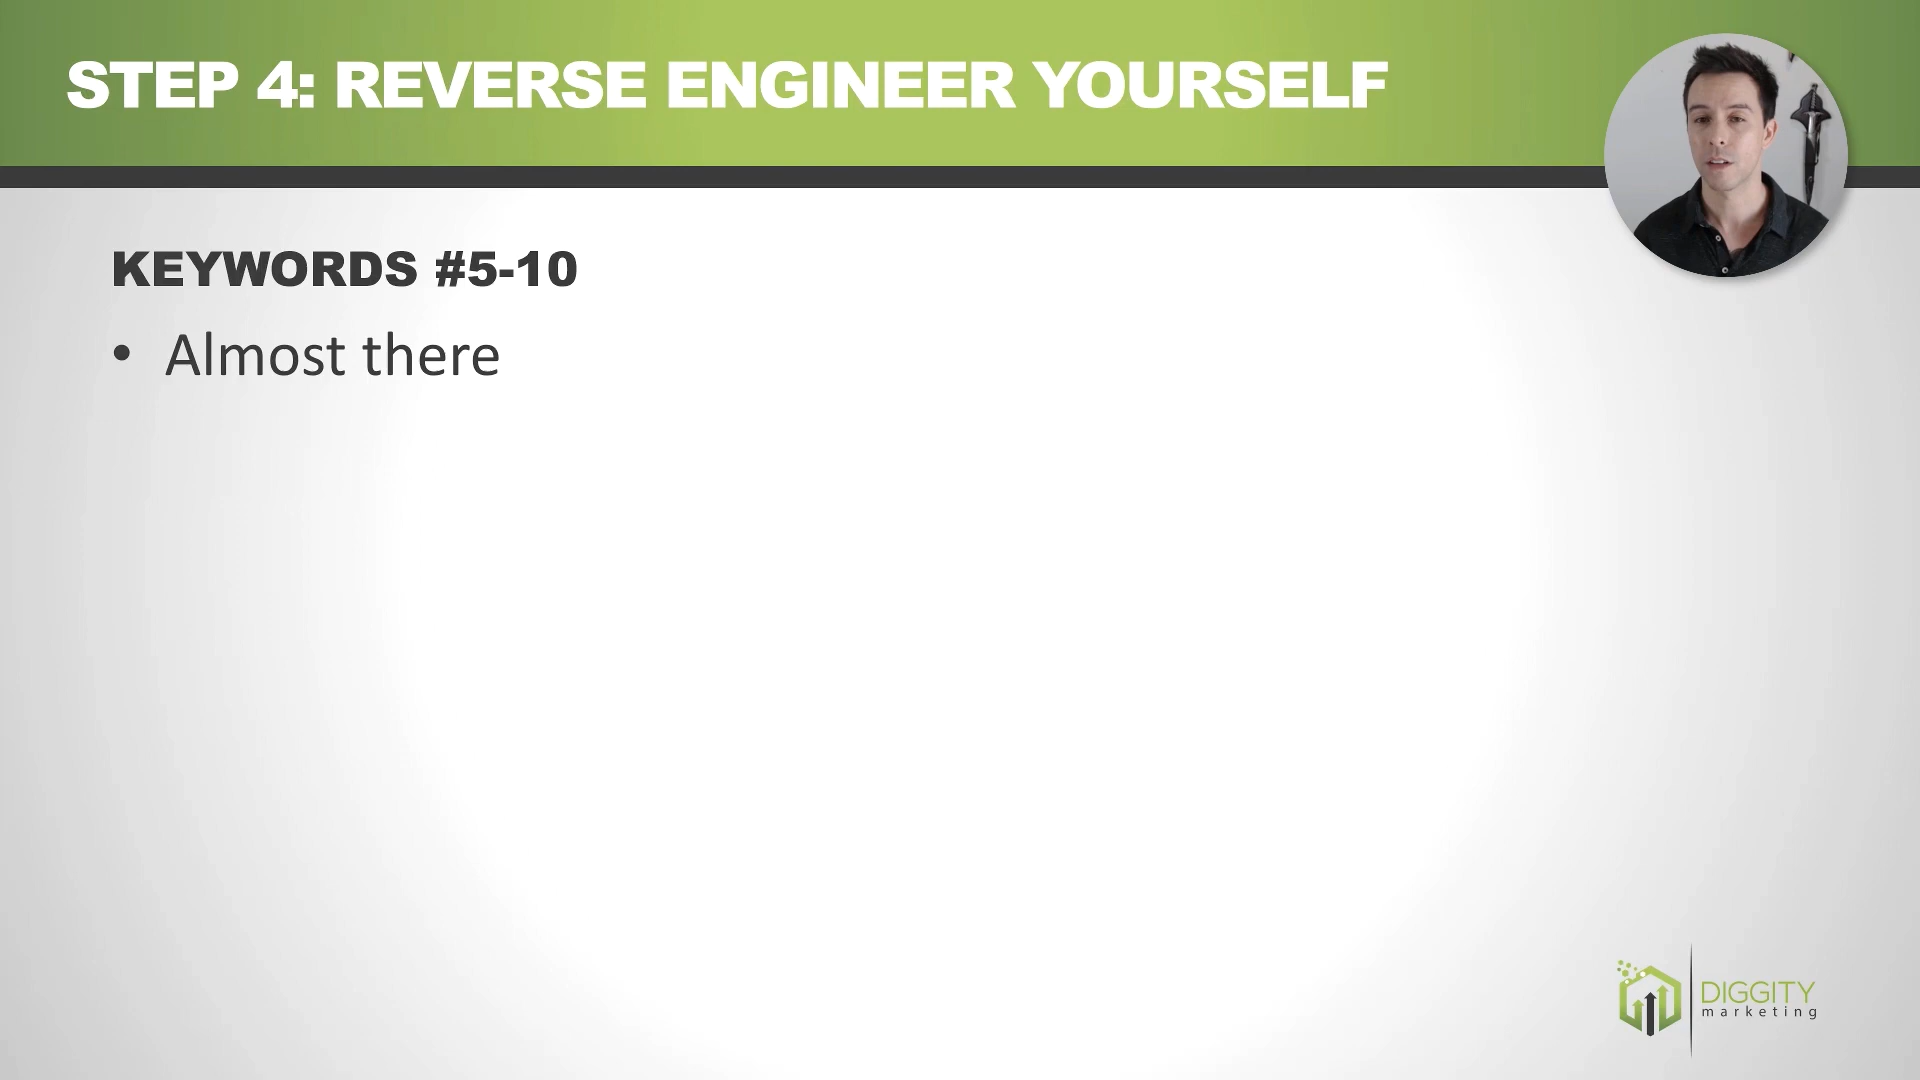 STEP 4: REVERSE ENGINEER YOURSELF
KEYWORDS #5-10
• Almost there
DIGGITY
marketing